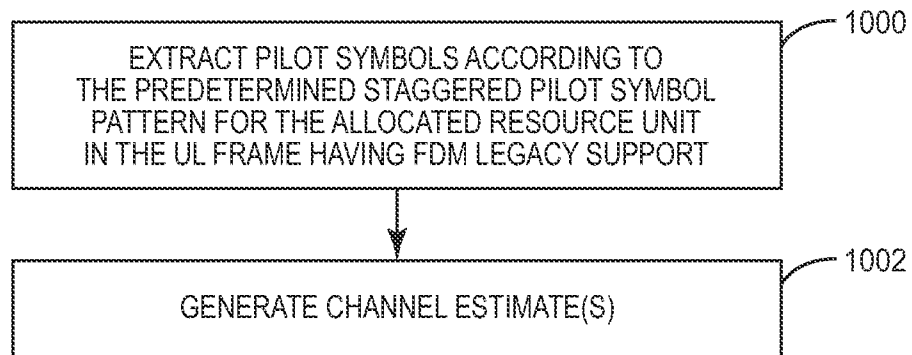 1000
EXTRACT PILOT SYMBOLS ACCORDING TO
THE PREDETERMINED STAGGERED PILOT SYMBOL
PATTERN FOR THE ALLOCATED RESOURCE UNIT
IN THE UL FRAME HAVING FDM LEGACY SUPPORT
1002
GENERATE CHANNEL ESTIMATE(S)